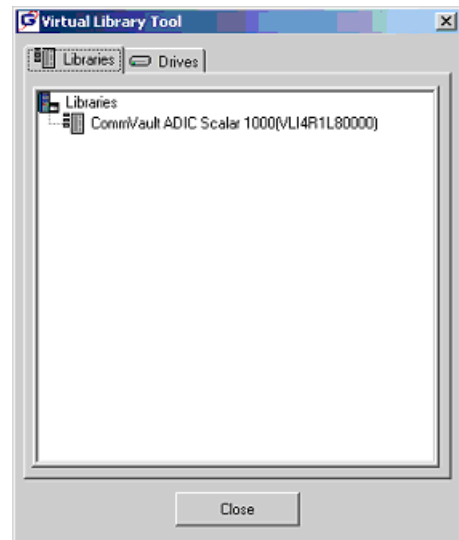 Virtual Library Tool
Libraries Drives
Libraries
CommVault ADIC Scalar 1000(VLI4R1L80000)
Close